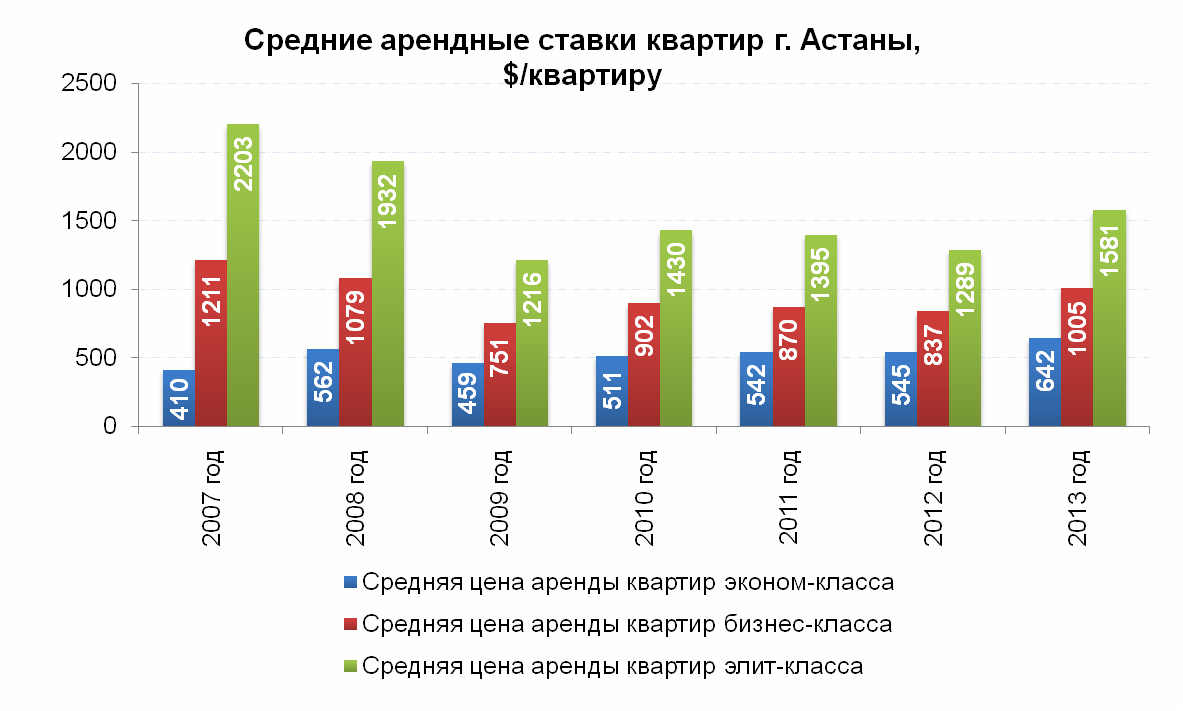 Средние арендные ставки квартир г. Астаны,
$/квартиру
2500
2000
1500
1000
500
0
410
1211
2203
562
1079
1932
459
751
1216
511
902
1430
542
870
1395
545
837
1289
642
1005
1581
2007 год
2008 год
2009 год
2010 год
2011 год
2012 год
2013 год
Средняя цена аренды квартир эконом-класса
Средняя цена аренды квартир бизнес-класса
Средняя цена аренды квартир элит-класса